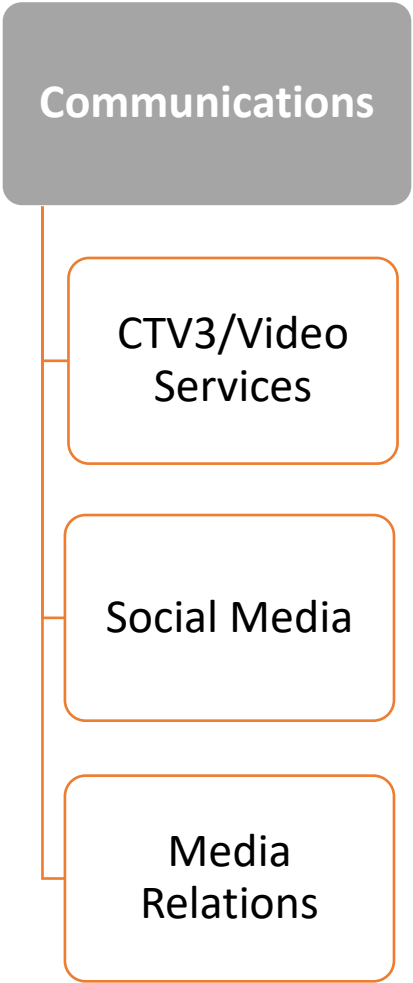 Communications
CTV3/Video
Services
Social Media
Media
Relations